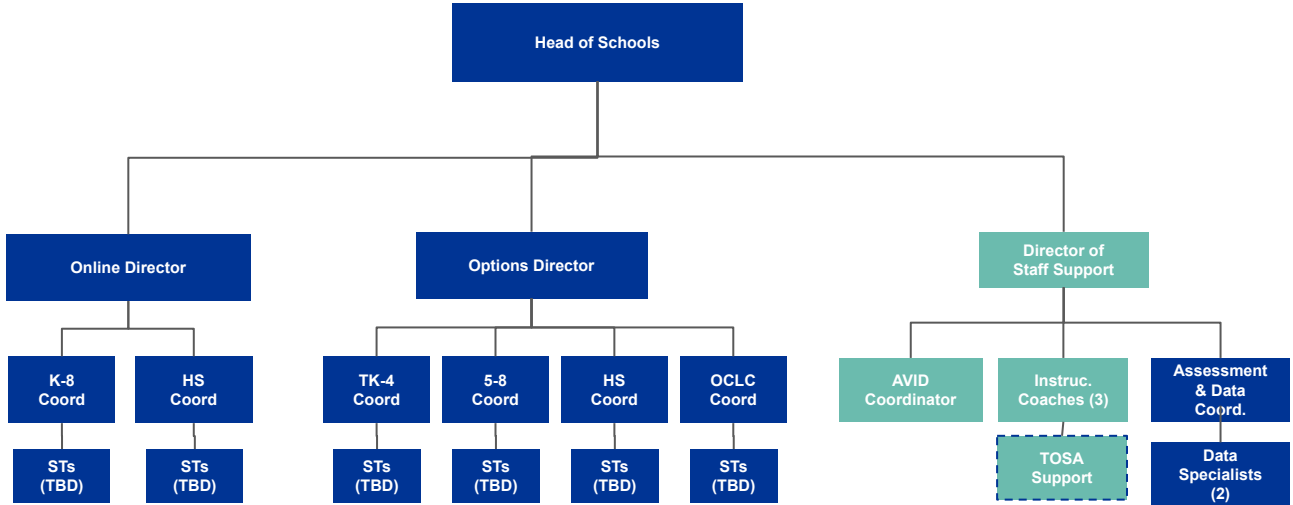 Head of Schools
Online Director
Options Director
Director of
Staff Support
K-8
Coord
HS
Coord
TK-4
Coord
5-8
Coord
HS
Coord
OCLC
Coord
AVID
Coordinator
Instruc.
Coaches (3)
Assessment
& Data
Coord.
STs
(TBD)
STs
(TBD)
STs
(TBD)
STs
(TBD)
STs
(TBD)
STs
(TBD)
TOSA
Support
Data
Specialists
(2)